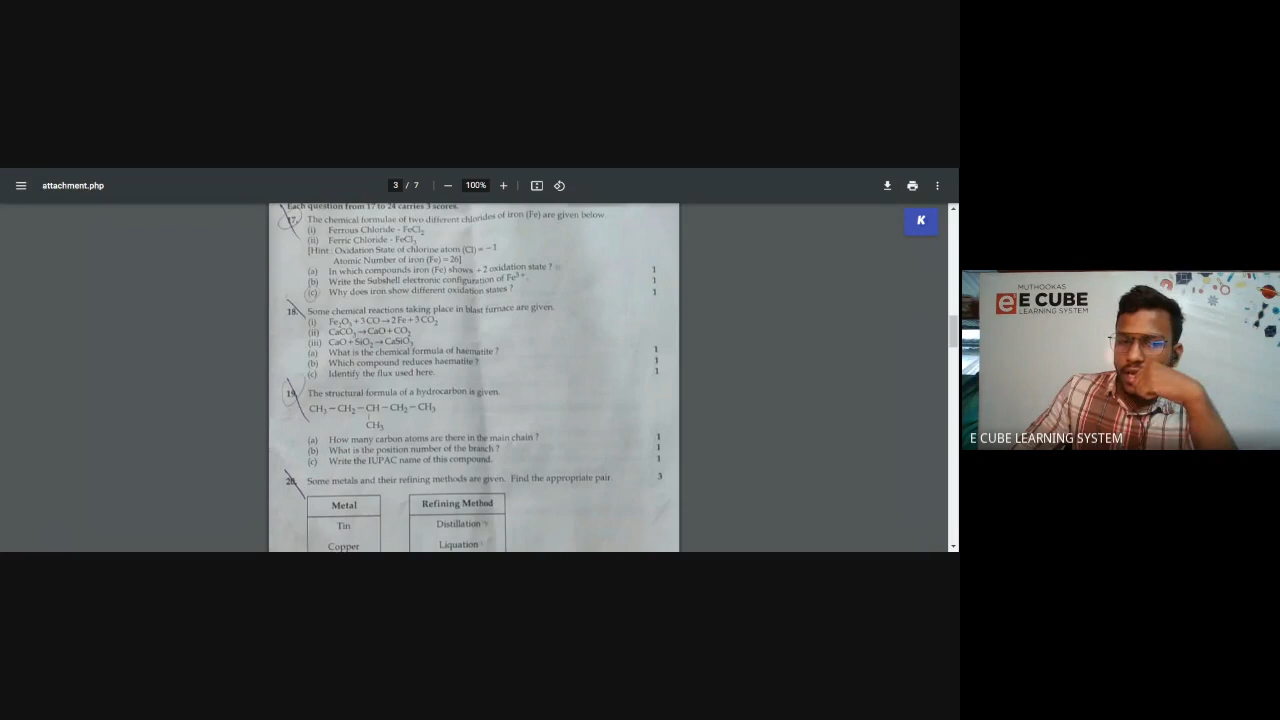 attachment.php
3 / 7
100%
K
Each question from 17 to 24 carries 3 scores.
17. The chemical formulae of two different chlorides of iron (Fe) are given below
(i) Ferrous Chloride - FeCl₂
(ii) Ferric Chloride - FeCl₃
[Hint : Oxidation State of chlorine atom (Cl) = −1
Atomic Number of iron (Fe) = 26]
(a) In which compounds iron (Fe) shows +2 oxidation state ? 1
(b) Write the Subshell electronic configuration of Fe³⁺. 1
(c) Why does iron show different oxidation states ? 1
18. Some chemical reactions taking place in blast furnace are given.
(i) Fe₂O₃ + 3 CO → 2 Fe + 3 CO₂
(ii) CaCO₃ → CaO + CO₂
(iii) CaO + SiO₂ → CaSiO₃
(a) What is the chemical formula of haematite ? 1
(b) Which compound reduces haematite ? 1
(c) Identify the flux used here. 1
19. The structural formula of a hydrocarbon is given.
CH₃ − CH₂ − CH − CH₂ − CH₃
|
CH₃
(a) How many carbon atoms are there in the main chain ? 1
(b) What is the position number of the branch ? 1
(c) Write the IUPAC name of this compound. 1
20. Some metals and their refining methods are given. Find the appropriate pair 3
Metal Refining Method
Tin Distillation
Copper Liquation
MUTHOOKAS
e E CUBE
LEARNING SYSTEM
E CUBE LEARNING SYSTEM